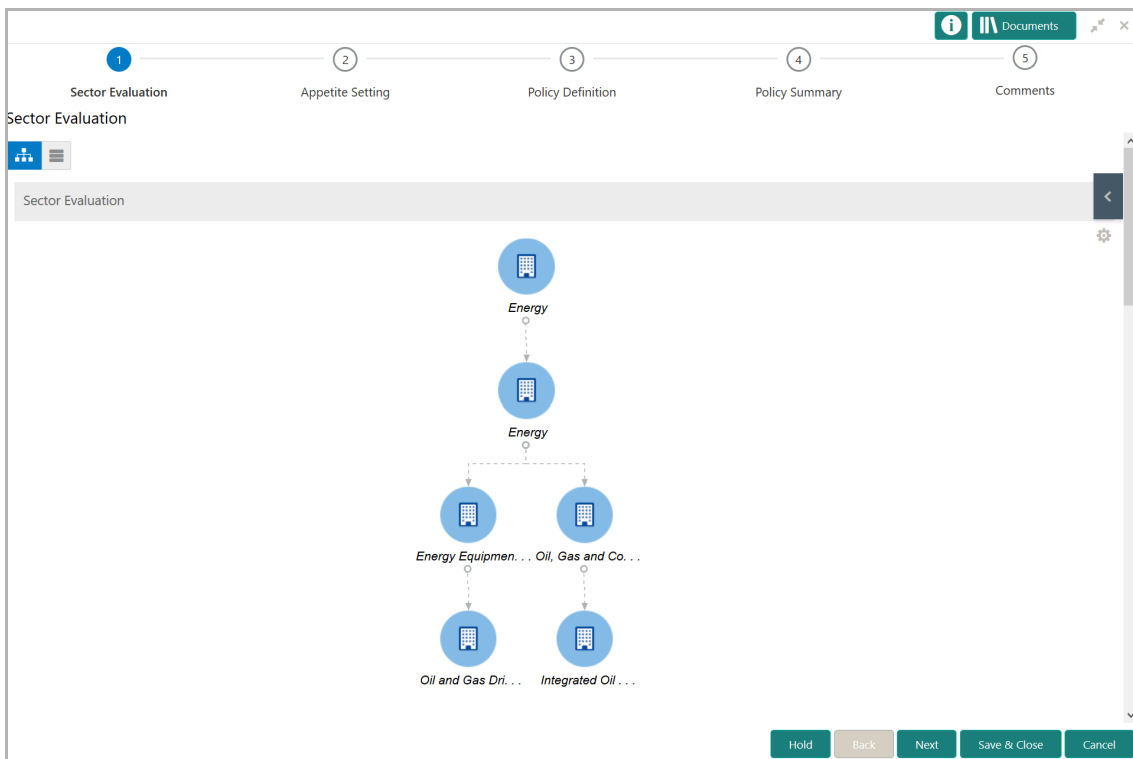 i Documents
1 2 3 4 5
Sector Evaluation Appetite Setting Policy Definition Policy Summary Comments
Sector Evaluation
Sector Evaluation
Energy
Energy
Energy Equipmen. . . Oil, Gas and Co. . .
Oil and Gas Dri. . . Integrated Oil . . .
Hold Back Next Save & Close Cancel